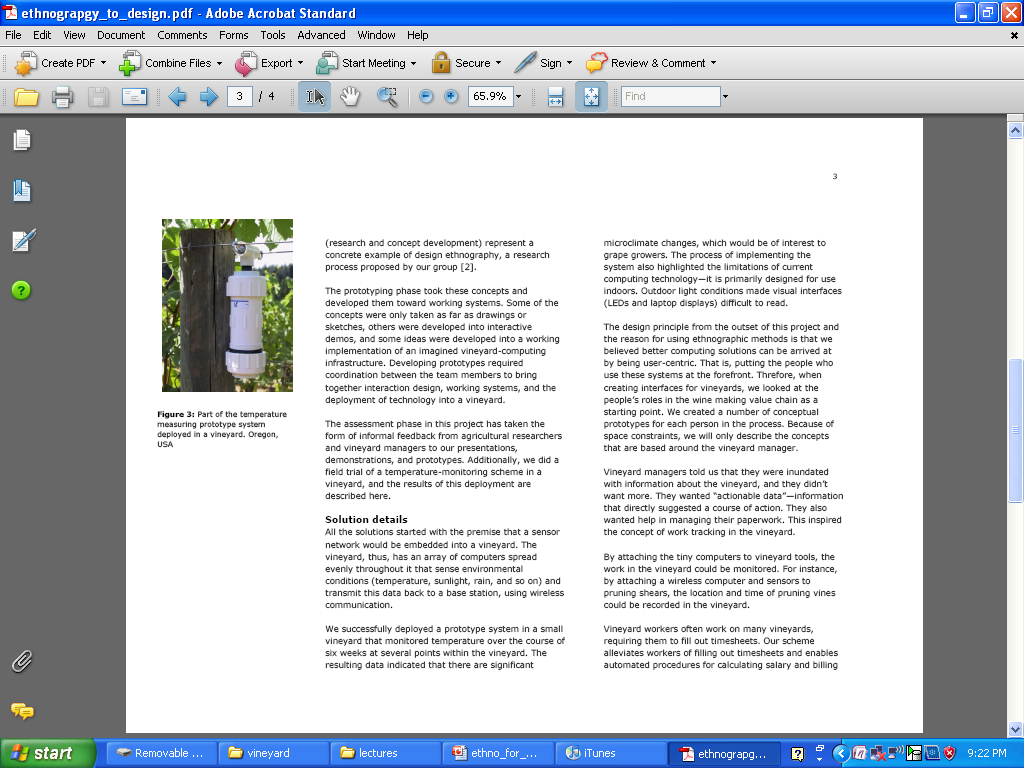 ethnograpgy_to_design.pdf - Adobe Acrobat Standard
File Edit View Document Comments Forms Tools Advanced Window Help
Create PDF Combine Files Export Start Meeting Secure Sign Review & Comment
3 / 4 65.9% Find
3
Figure 3: Part of the temperature
measuring prototype system
deployed in a vineyard. Oregon,
USA
(research and concept development) represent a
concrete example of design ethnography, a research
process proposed by our group [2].
The prototyping phase took these concepts and
developed them toward working systems. Some of the
concepts were only taken as far as drawings or
sketches, others were developed into interactive
demos, and some ideas were developed into a working
implementation of an imagined vineyard-computing
infrastructure. Developing prototypes required
coordination between the team members to bring
together interaction design, working systems, and the
deployment of technology into a vineyard.
The assessment phase in this project has taken the
form of informal feedback from agricultural researchers
and vineyard managers to our presentations,
demonstrations, and prototypes. Additionally, we did a
field trial of a temperature-monitoring scheme in a
vineyard, and the results of this deployment are
described here.
Solution details
All the solutions started with the premise that a sensor
network would be embedded into a vineyard. The
vineyard, thus, has an array of computers spread
evenly throughout it that sense environmental
conditions (temperature, sunlight, rain, and so on) and
transmit this data back to a base station, using wireless
communication.
We successfully deployed a prototype system in a small
vineyard that monitored temperature over the course of
six weeks at several points within the vineyard. The
resulting data indicated that there are significant
microclimate changes, which would be of interest to
grape growers. The process of implementing the
system also highlighted the limitations of current
computing technology—it is primarily designed for use
indoors. Outdoor light conditions made visual interfaces
(LEDs and laptop displays) difficult to read.
The design principle from the outset of this project and
the reason for using ethnographic methods is that we
believed better computing solutions can be arrived at
by being user-centric. That is, putting the people who
use these systems at the forefront. Threfore, when
creating interfaces for vineyards, we looked at the
people's roles in the wine making value chain as a
starting point. We created a number of conceptual
prototypes for each person in the process. Because of
space constraints, we will only describe the concepts
that are based around the vineyard manager.
Vineyard managers told us that they were inundated
with information about the vineyard, and they didn't
want more. They wanted “actionable data”—information
that directly suggested a course of action. They also
wanted help in managing their paperwork. This inspired
the concept of work tracking in the vineyard.
By attaching the tiny computers to vineyard tools, the
work in the vineyard could be monitored. For instance,
by attaching a wireless computer and sensors to
pruning shears, the location and time of pruning vines
could be recorded in the vineyard.
Vineyard workers often work on many vineyards,
requiring them to fill out timesheets. Our scheme
alleviates workers of filling out timesheets and enables
automated procedures for calculating salary and billing
start Removable ... vineyard lectures ethno_for_... iTunes ethnograpg... 9:22 PM